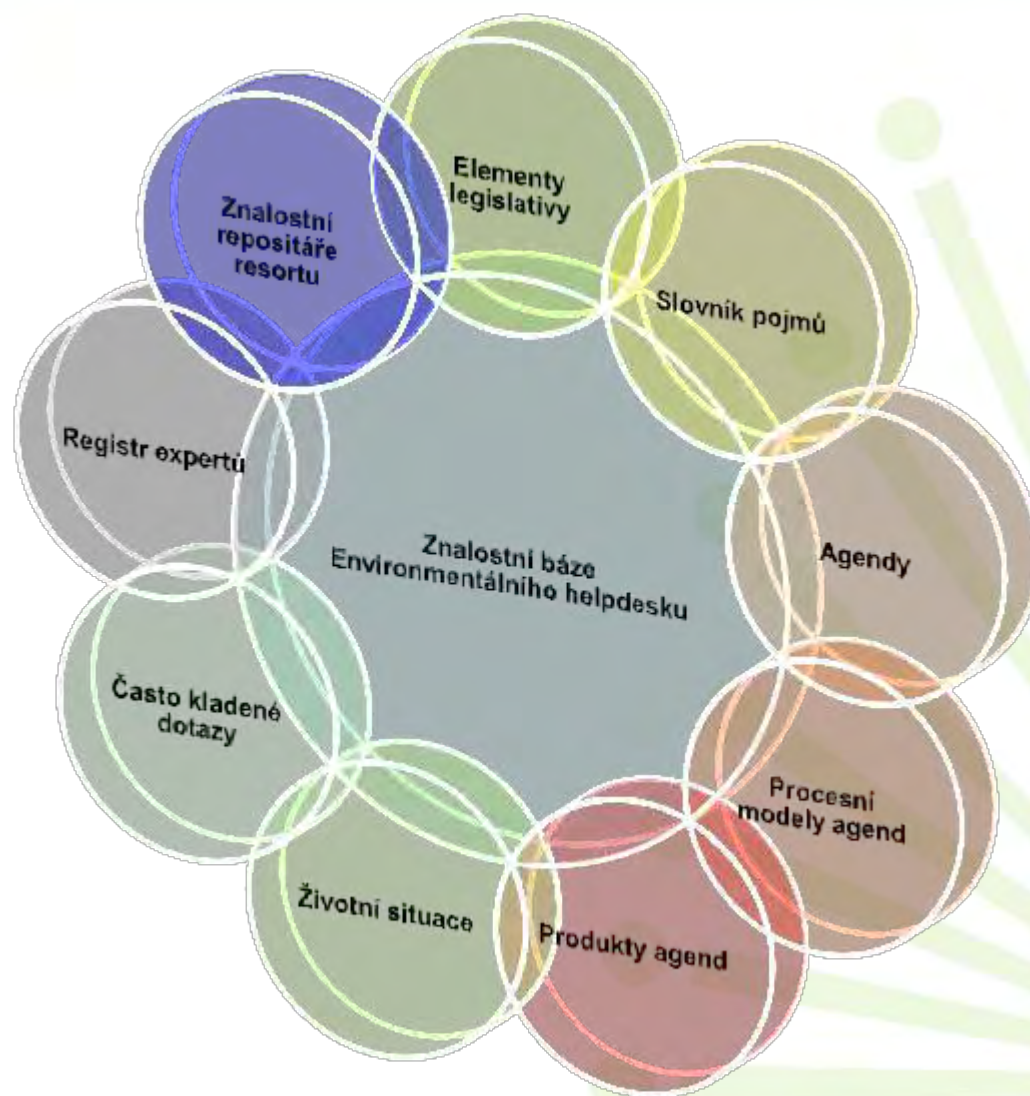 Elementy
legislativy
Znalostní
repositáře
resortu
Slovník pojmů
Registr expertů
Agendy
Znalostní báze
Environmentálního helpdesku
Často kladené
dotazy
Procesní
modely agend
Životní situace
Produkty agend